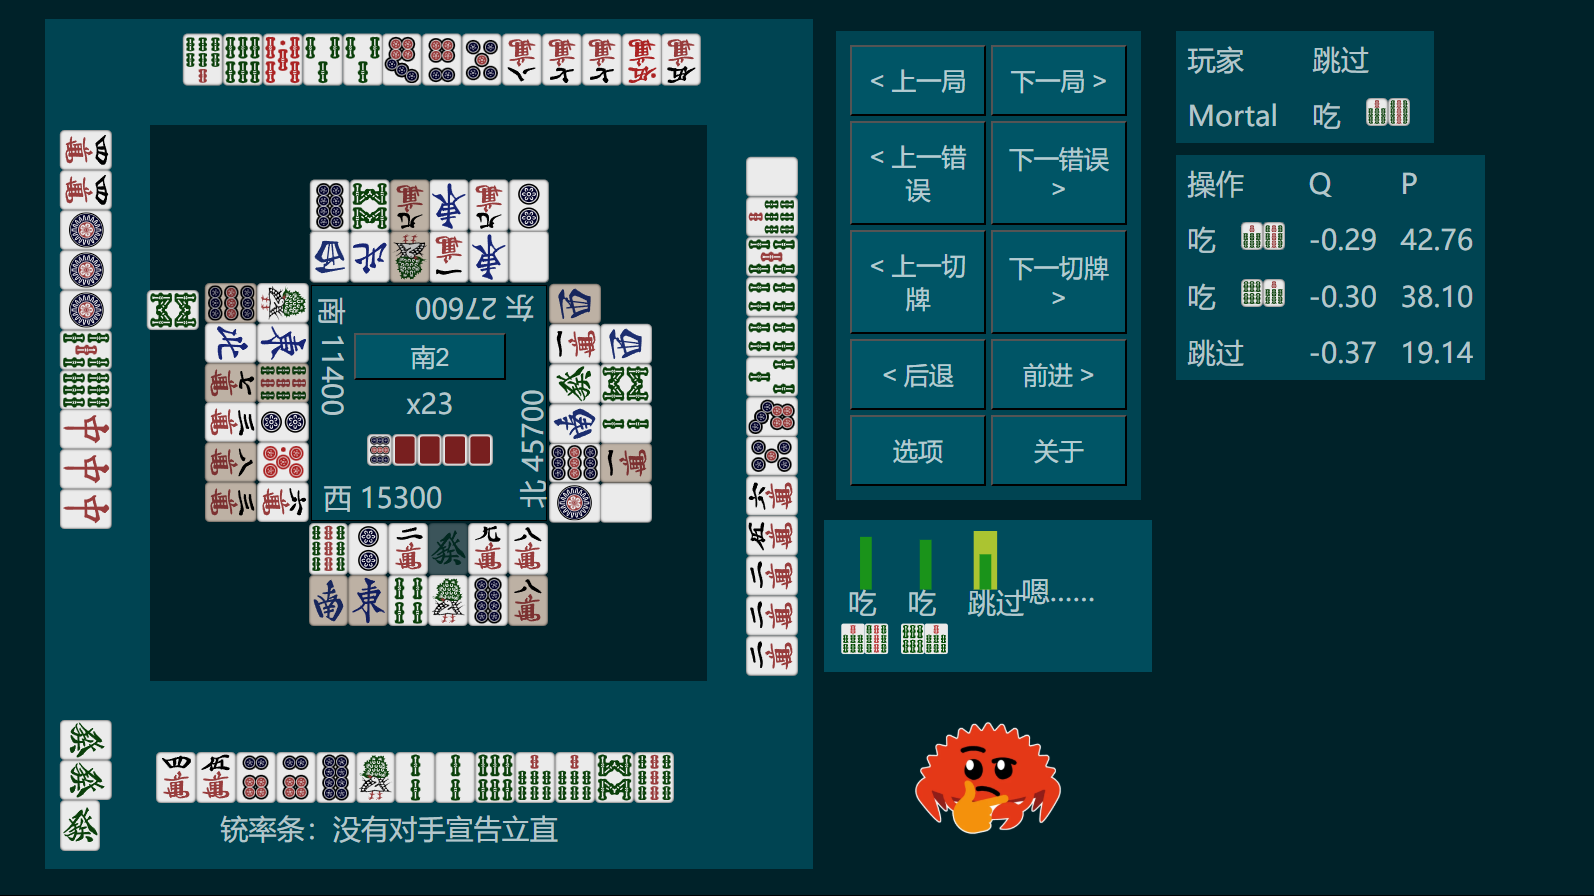 东 27600
南 11400
南2
x23
北 45700
西 15300
铳率条：没有对手宣告立直
< 上一局
下一局 >
< 上一错
误
下一错误
>
< 上一切
牌
下一切牌
>
< 后退
前进 >
选项
关于
吃
吃
跳过
嗯......
玩家 跳过
Mortal 吃
操作 Q P
吃 -0.29 42.76
吃 -0.30 38.10
跳过 -0.37 19.14